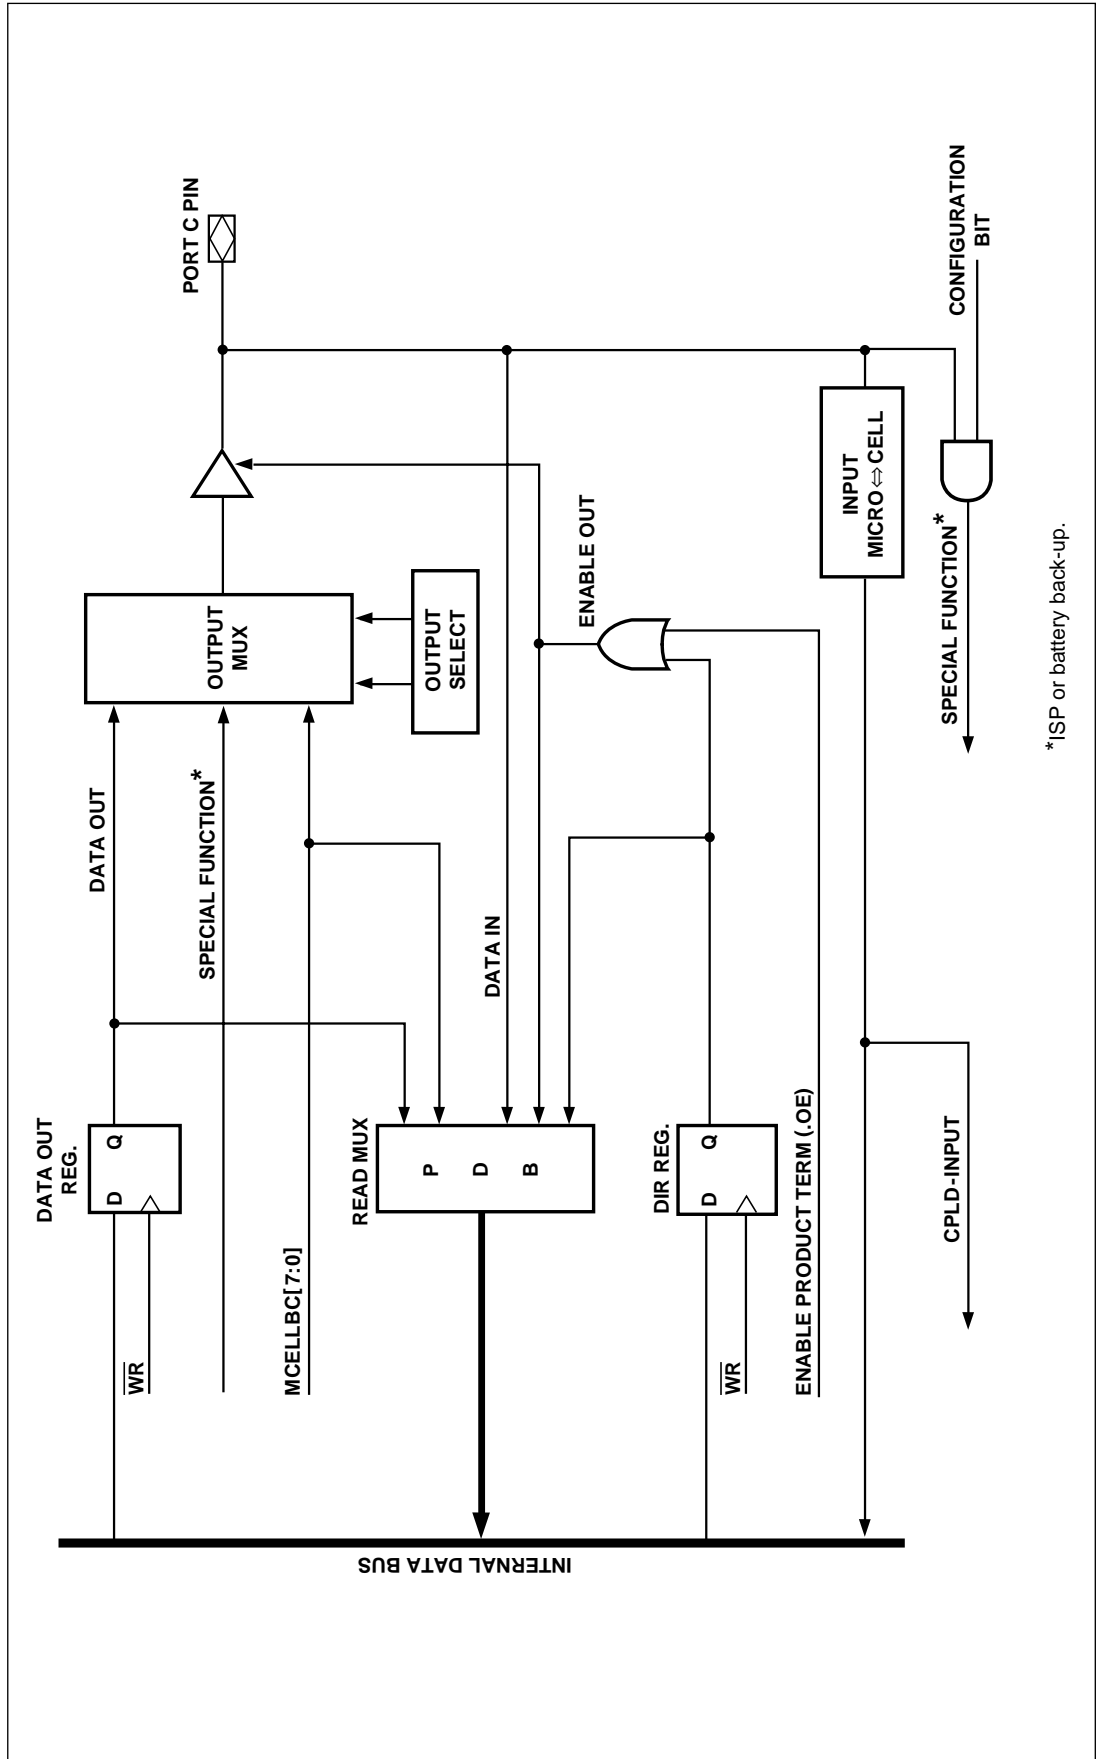 DATA OUT
REG.
D
Q
WR
DATA OUT
SPECIAL FUNCTION*
OUTPUT
MUX
PORT C PIN
MCELLBC[7:0]
OUTPUT
SELECT
READ MUX
P
D
B
DATA IN
ENABLE OUT
DIR REG.
D
Q
WR
ENABLE PRODUCT TERM (.OE)
INPUT
MICRO⇔CELL
CPLD-INPUT
SPECIAL FUNCTION*
CONFIGURATION
BIT
INTERNAL DATA BUS
*ISP or battery back-up.